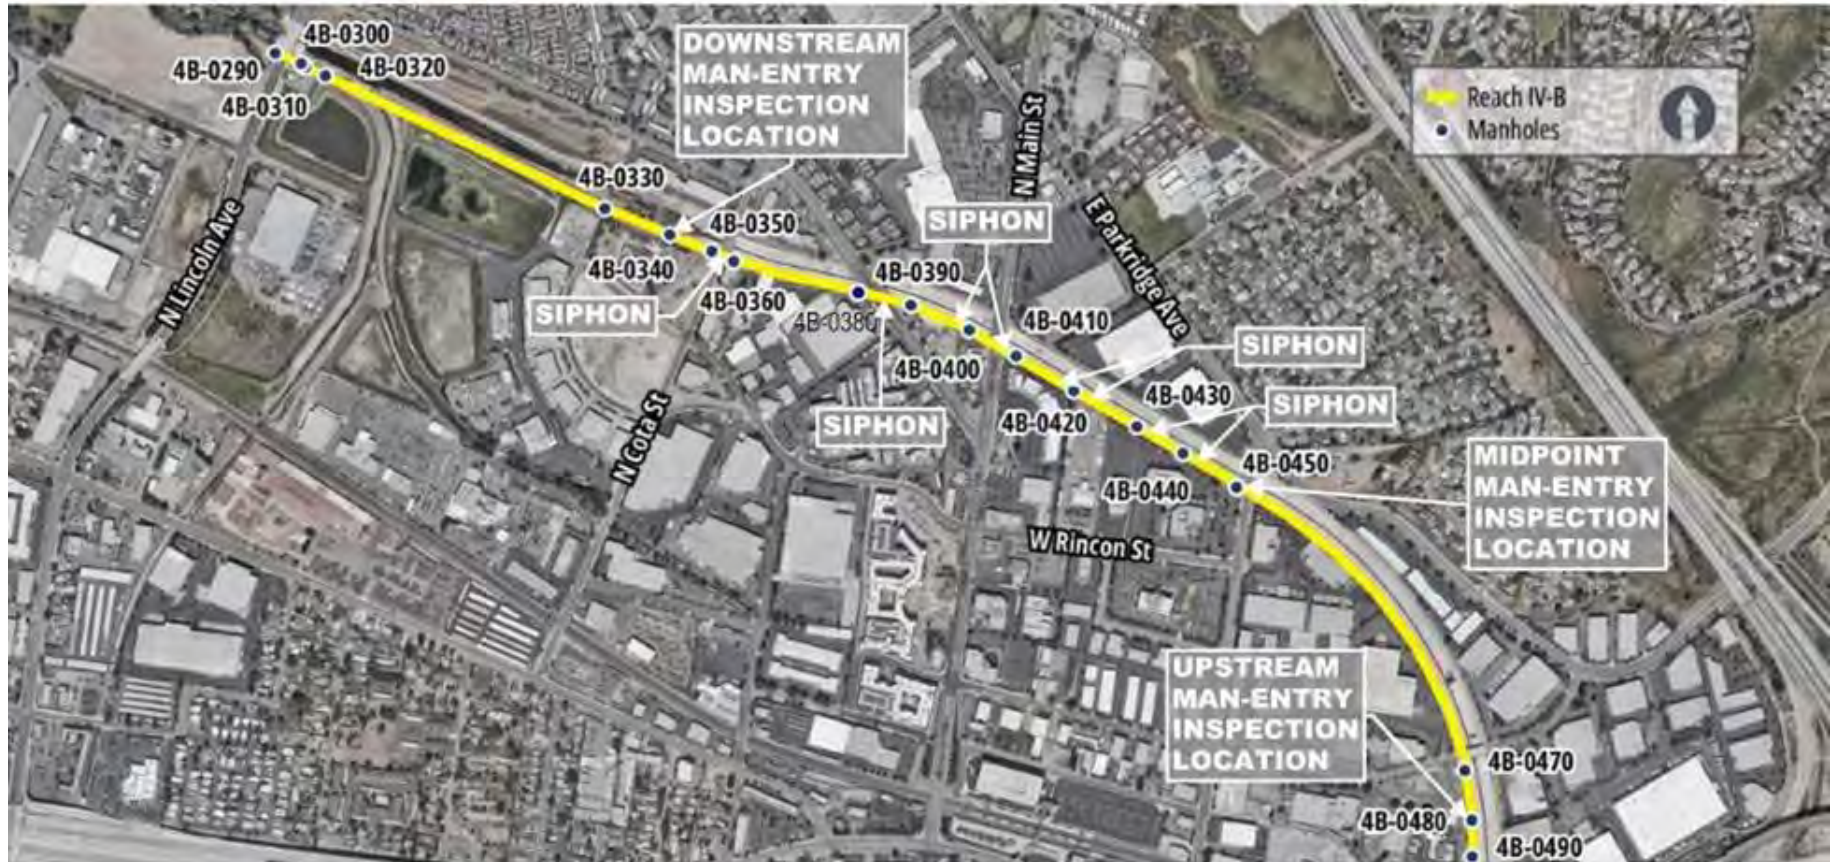 4B-0300
4B-0290
4B-0320
4B-0310
DOWNSTREAM
MAN-ENTRY
INSPECTION
LOCATION
Reach IV-B
Manholes
N Main St
E Parkridge Ave
N Lincoln Ave
4B-0330
4B-0350
4B-0340
SIPHON
4B-0360
SIPHON
4B-0390
4B-0380
4B-0410
4B-0400
SIPHON
SIPHON
4B-0430
4B-0420
SIPHON
N Cota St
4B-0450
4B-0440
MIDPOINT
MAN-ENTRY
INSPECTION
LOCATION
W Rincon St
UPSTREAM
MAN-ENTRY
INSPECTION
LOCATION
4B-0470
4B-0480
4B-0490